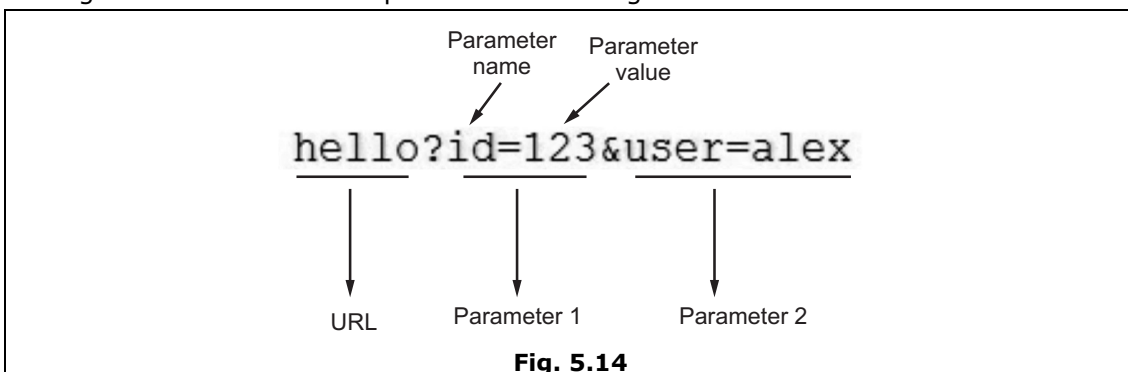 Parameter name
Parameter value
hello?id=123&user=alex
URL
Parameter 1
Parameter 2
Fig. 5.14